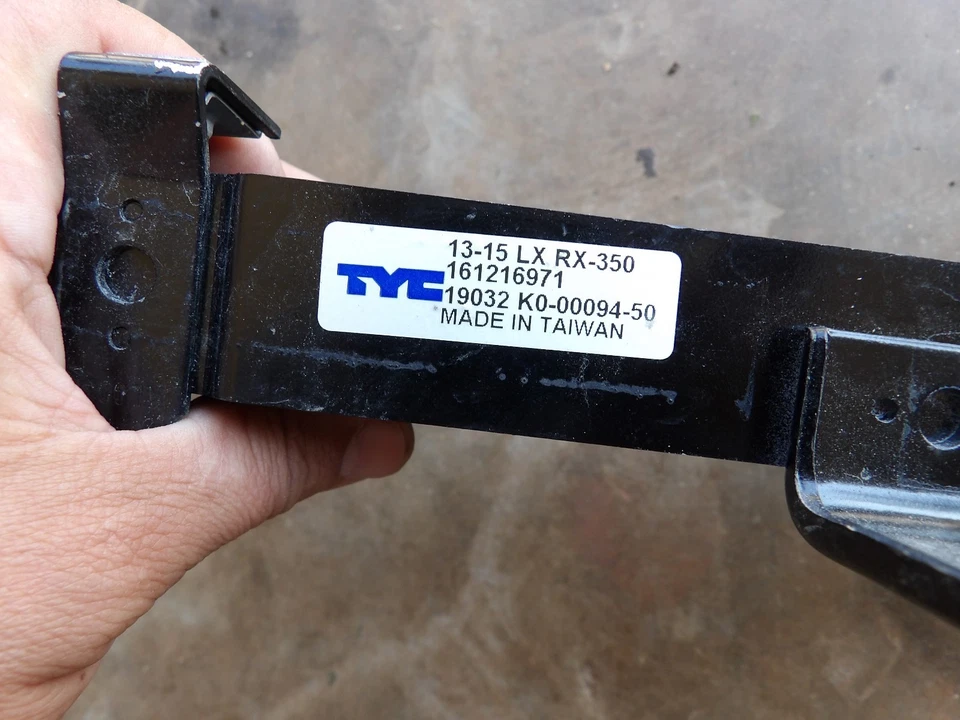 13-15 LX RX-350
TYC
161216971
19032 K0-00094-50
MADE IN TAIWAN